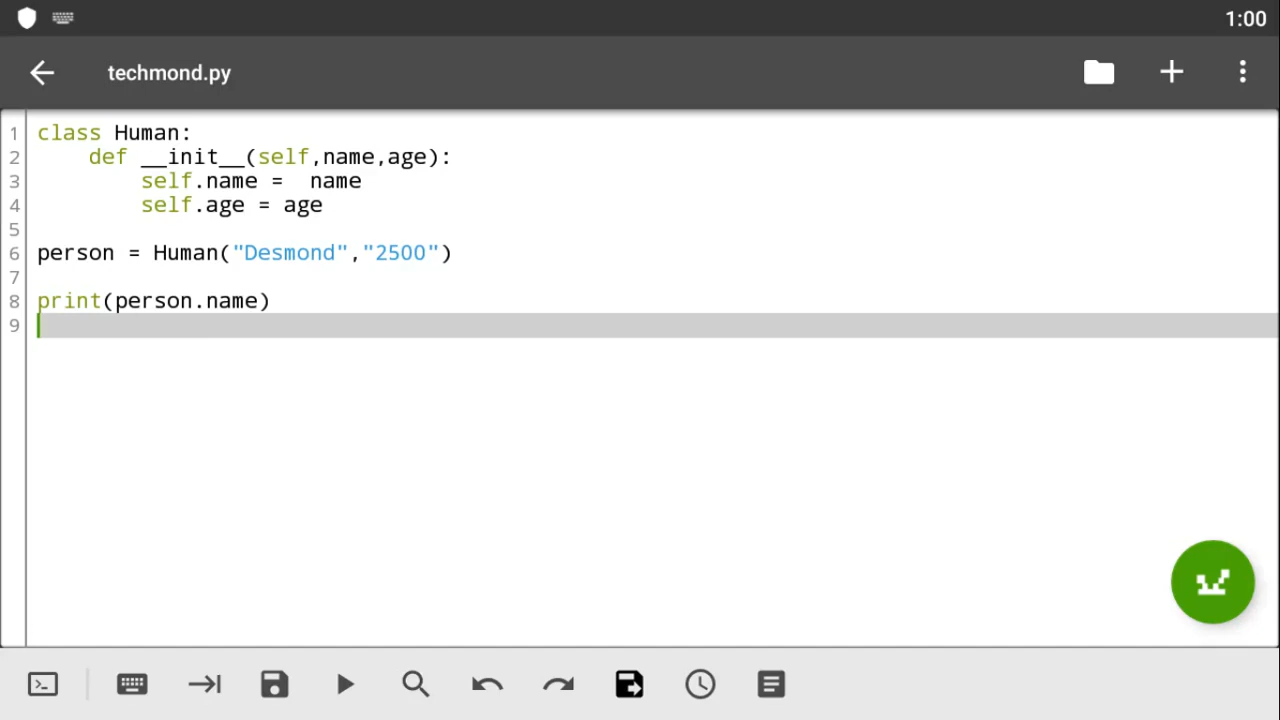 1:00
techmond.py
1 class Human:
2     def __init__(self,name,age):
3         self.name =  name
4         self.age = age
5
6 person = Human("Desmond","2500")
7
8 print(person.name)
9